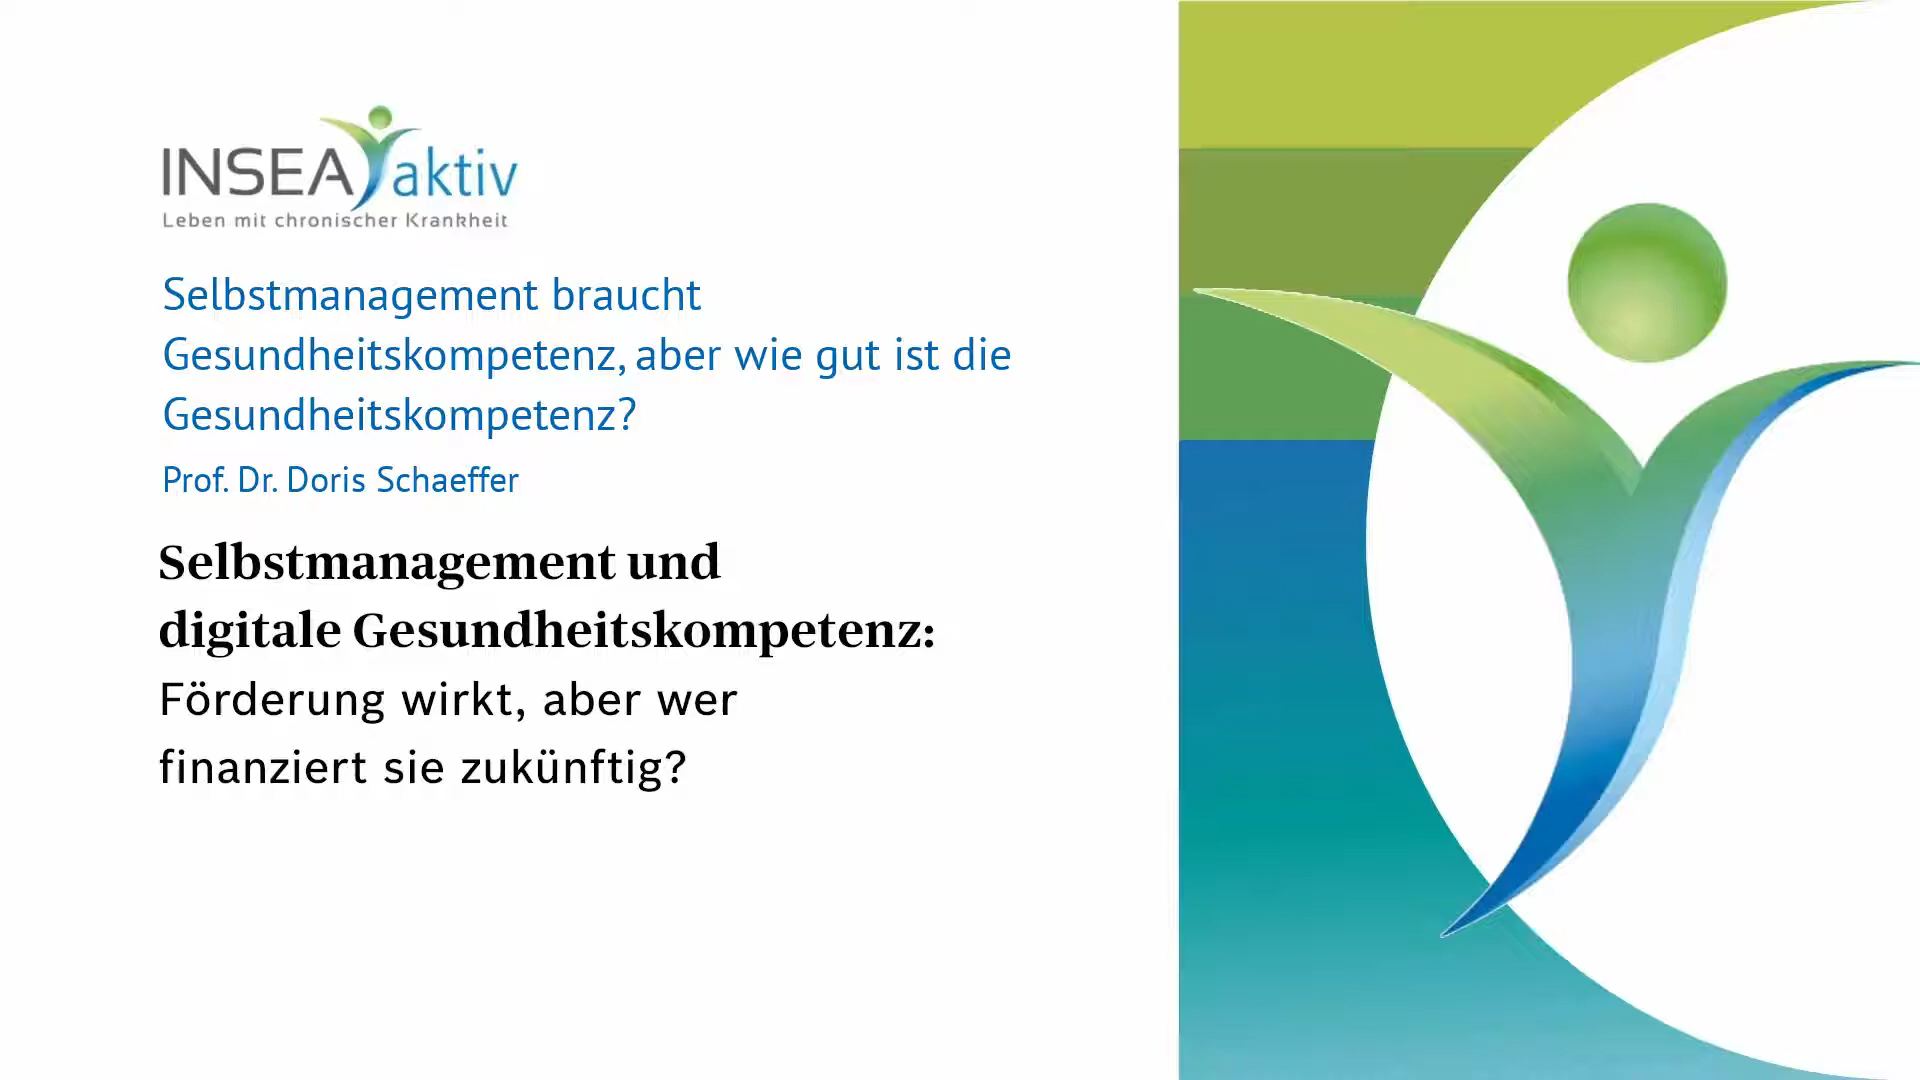 INSEA aktiv
Leben mit chronischer Krankheit
Selbstmanagement braucht
Gesundheitskompetenz, aber wie gut ist die
Gesundheitskompetenz?
Prof. Dr. Doris Schaeffer
Selbstmanagement und
digitale Gesundheitskompetenz:
Förderung wirkt, aber wer
finanziert sie zukünftig?